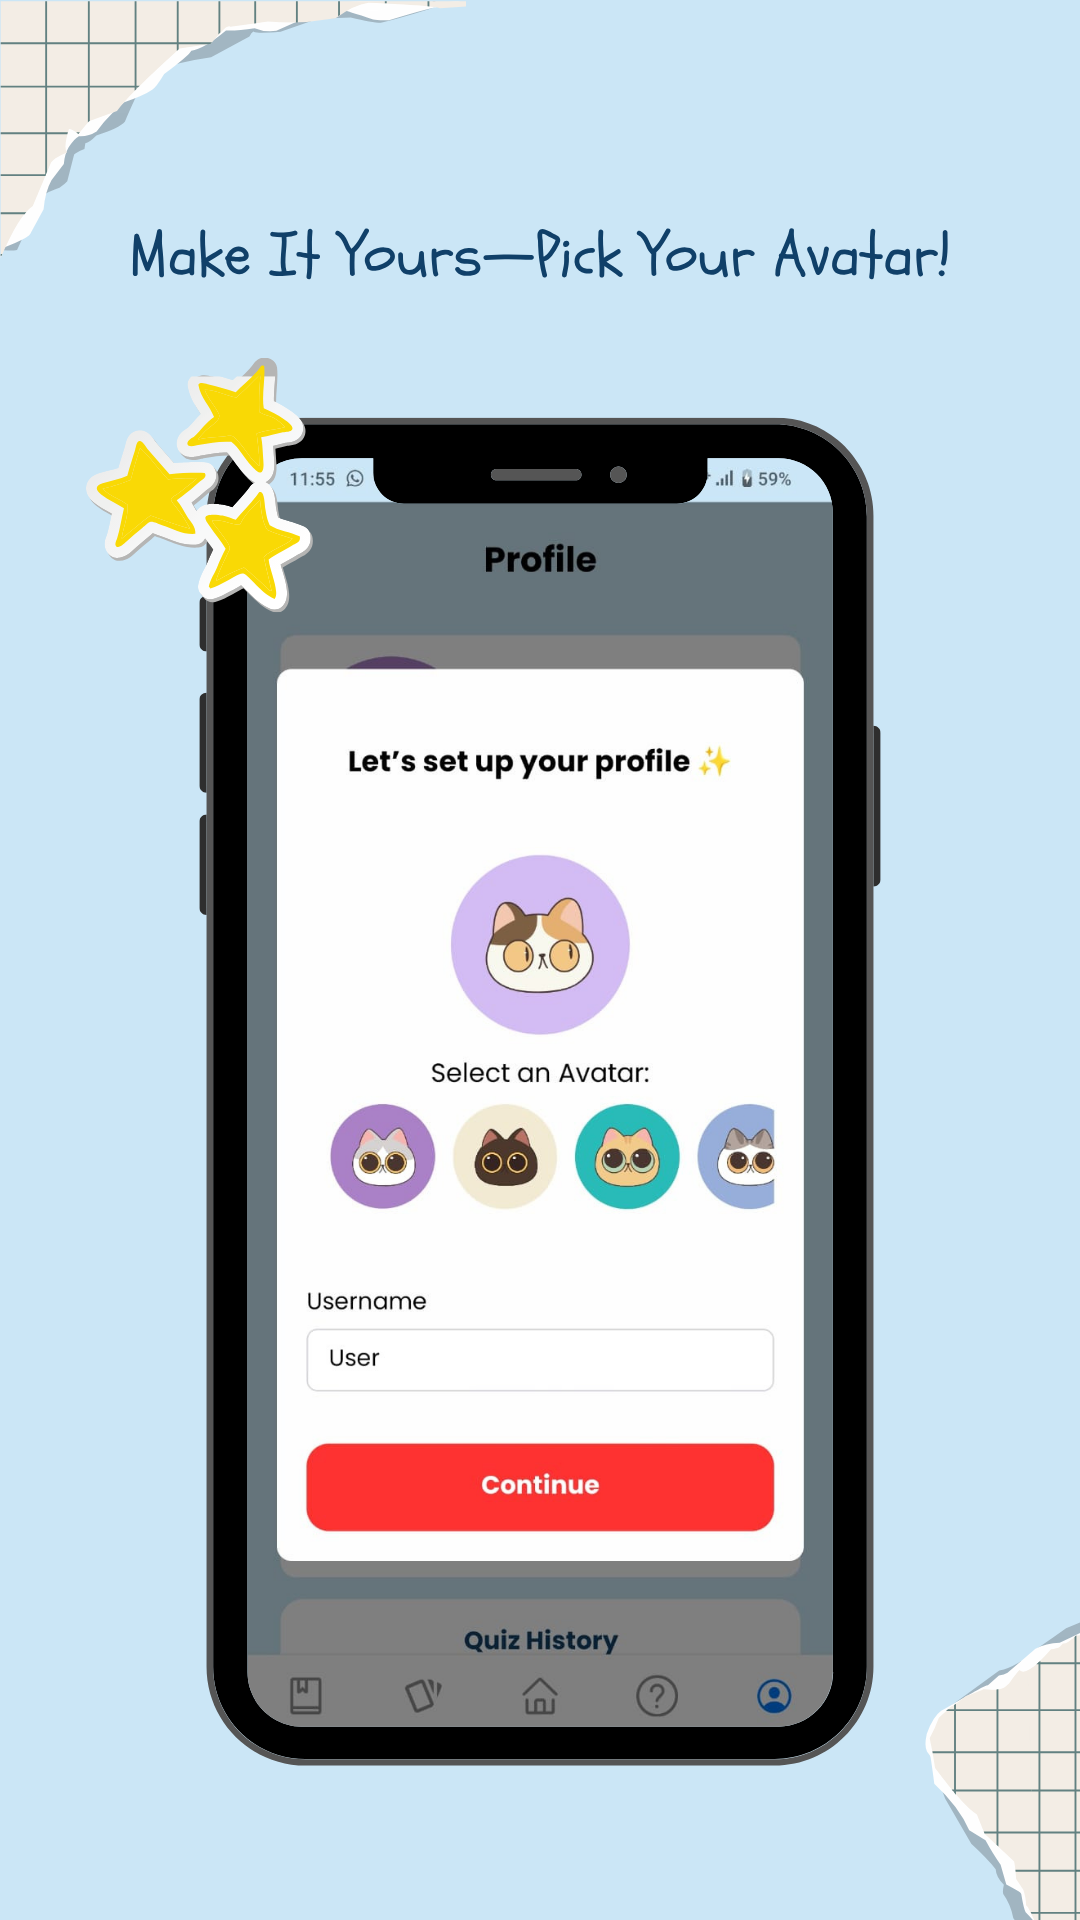 Make It Yours—Pick Your Avatar!
11:55
59%
Profile
Let's set up your profile ✨
Select an Avatar:
Username
User
Continue
Quiz History